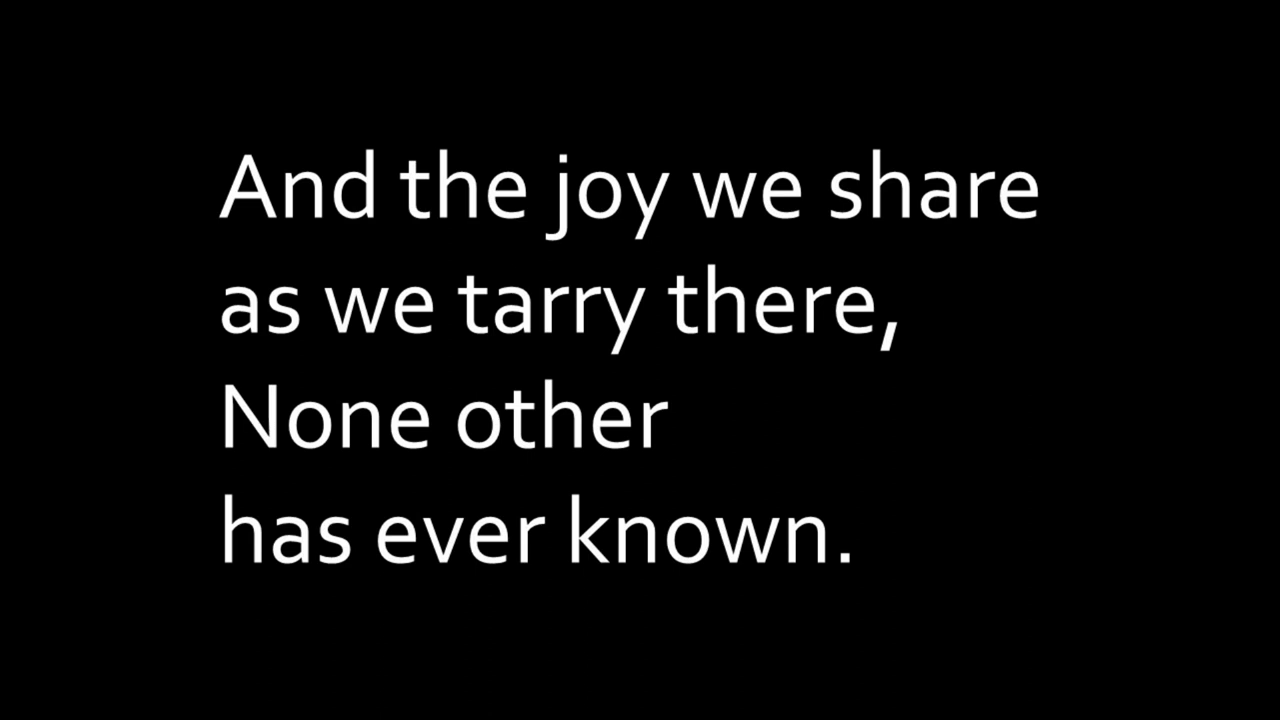 And the joy we share
as we tarry there,
None other
has ever known.